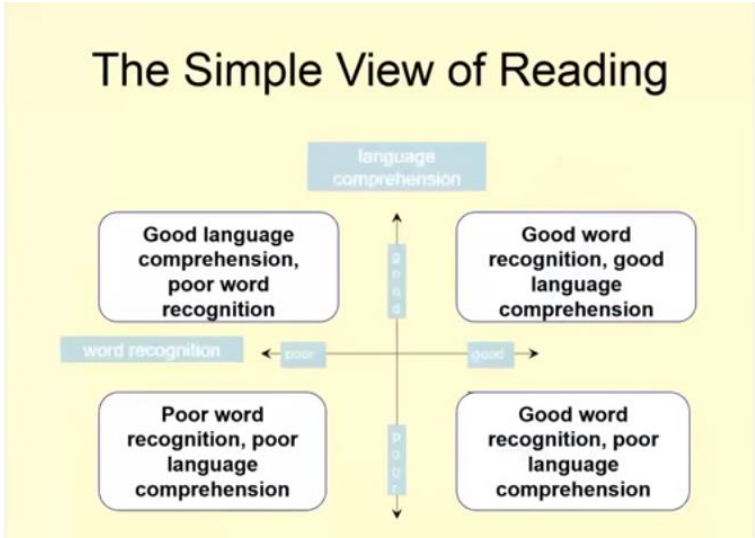 The Simple View of Reading
language
comprehension
Good language
comprehension,
poor word
recognition
good
Good word
recognition, good
language
comprehension
word recognition
poor
good
Poor word
recognition, poor
language
comprehension
poor
Good word
recognition, poor
language
comprehension